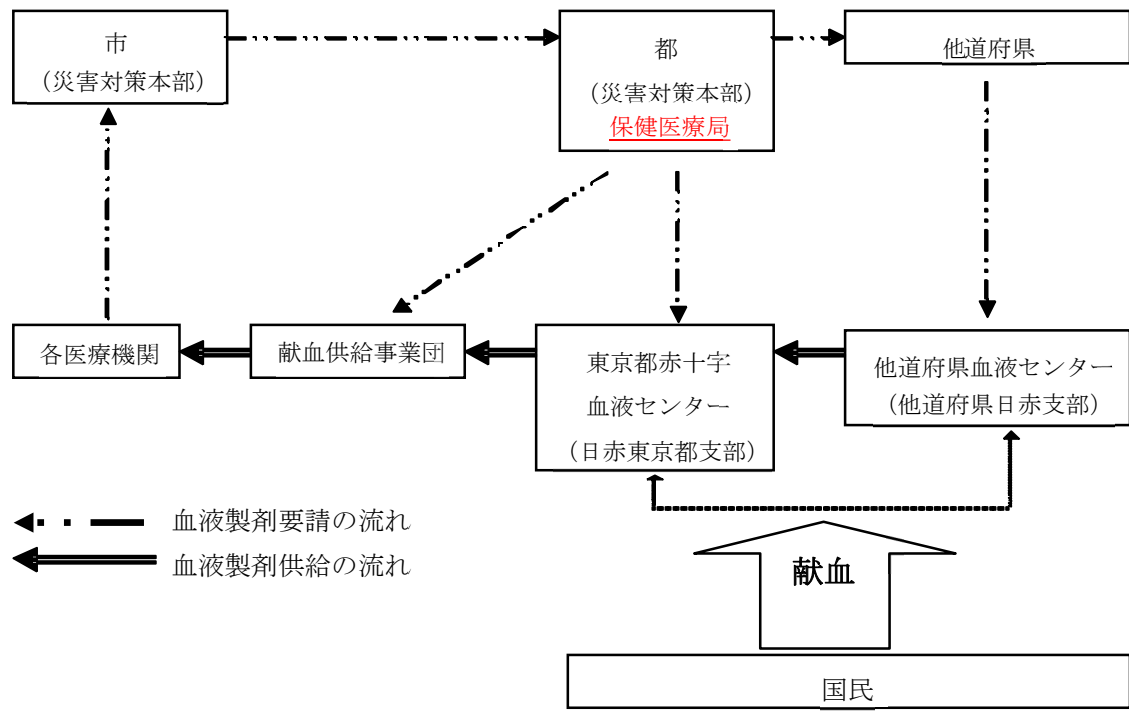 市
（災害対策本部）
都
（災害対策本部）
保健医療局
他道府県
各医療機関
献血供給事業団
東京都赤十字
血液センター
（日赤東京都支部）
他道府県血液センター
（他道府県日赤支部）
血液製剤要請の流れ
血液製剤供給の流れ
献血
国民